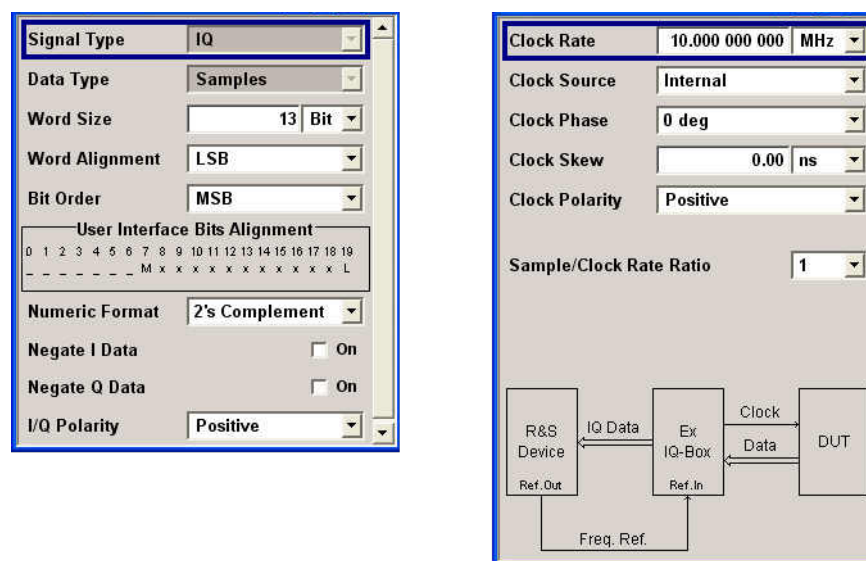 Signal Type IQ
Data Type Samples
Word Size 13 Bit
Word Alignment LSB
Bit Order MSB
User Interface Bits Alignment
0 1 2 3 4 5 6 7 8 9 10 11 12 13 14 15 16 17 18 19
_ _ _ _ _ _ _ M x x x x x x x x x x x L
Numeric Format 2's Complement
Negate I Data On
Negate Q Data On
I/Q Polarity Positive
Clock Rate 10.000 000 000 MHz
Clock Source Internal
Clock Phase 0 deg
Clock Skew 0.00 ns
Clock Polarity Positive
Sample/Clock Rate Ratio 1
R&S
Device
Ref.Out
IQ Data
Ex
IQ-Box
Ref.In
Clock
Data
DUT
Freq. Ref.